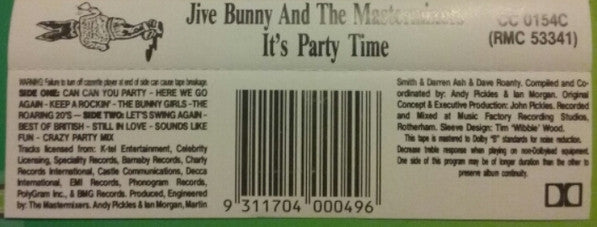 Jive Bunny And The Mastermixers
It's Party Time
CC 0154C
(RMC 53341)
WARNING: Failure to turn off cassette player at end of side can cause tape breakage.
SIDE ONE: CAN CAN YOU PARTY - HERE WE GO
AGAIN - KEEP A ROCKIN' - THE BUNNY GIRLS - THE
ROARING 20'S — SIDE TWO: LET'S SWING AGAIN -
BEST OF BRITISH - STILL IN LOVE - SOUNDS LIKE
FUN - CRAZY PARTY MIX
Tracks licensed from: K-tel Entertainment, Celebrity
Licensing, Speciality Records, Barnaby Records, Charly
Records International, Castle Communications, Decca
International, EMI Records, Phonogram Records,
PolyGram Inc., & BMG Records. Produced, Engineered
by: The Mastermixers. Andy Pickles & Ian Morgan, Martin
9 311704 000496
Smith & Darren Ash & Dave Roanty. Compiled and Co-
ordinated by: Andy Pickles & Ian Morgan. Original
Concept & Executive Production: John Pickles. Recorded
and Mixed at Music Factory Recording Studios,
Rotherham. Sleeve Design: Tim 'Wibble' Wood.
This tape is mastered to Dolby "B" standards for noise reduction.
Decrease treble response when playing on non-Dolbyised equipment.
One side of this program may be of longer duration than the other to
preserve album continuity.